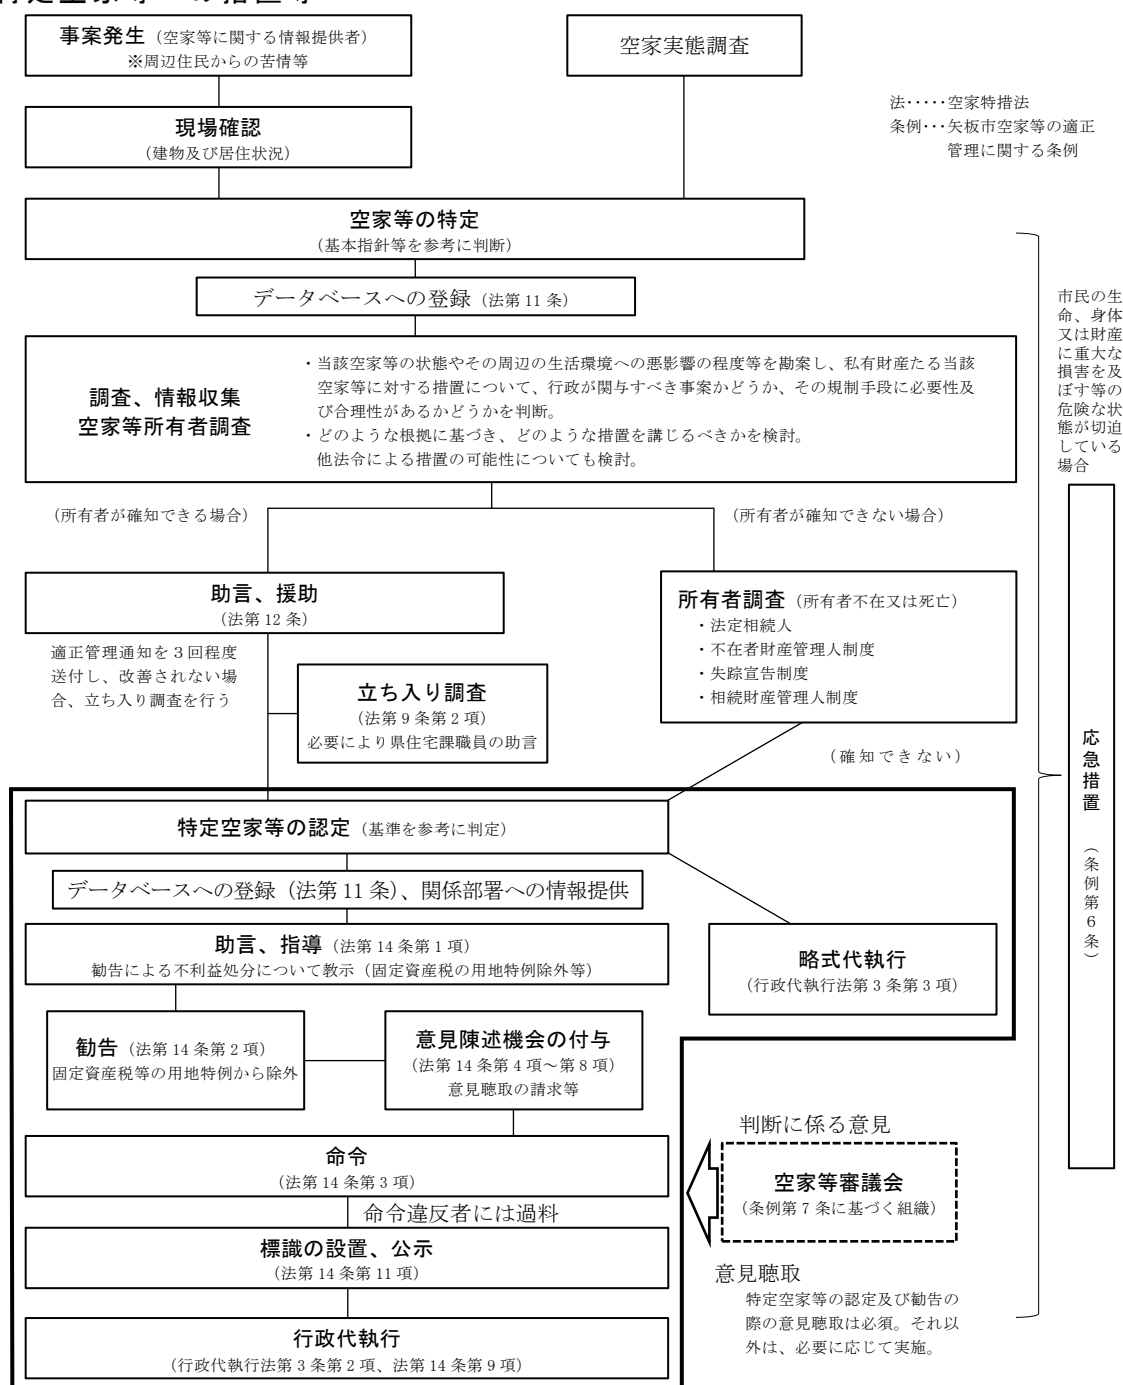 事案発生（空家等に関する情報提供者）
※周辺住民からの苦情等
空家実態調査
法・・・・・空家特措法
条例・・・矢板市空家等の適正
管理に関する条例
現場確認
（建物及び居住状況）
空家等の特定
（基本指針等を参考に判断）
データベースへの登録（法第11条）
調査、情報収集
空家等所有者調査
・当該空家等の状態やその周辺の生活環境への悪影響の程度等を勘案し、私有財産たる当該
空家等に対する措置について、行政が関与すべき事案かどうか、その規制手段に必要性及
び合理性があるかどうかを判断。
・どのような根拠に基づき、どのような措置を講じるべきかを検討。
他法令による措置の可能性についても検討。
市民の生
命、身体
又は財産
に重大な
損害を及
ぼす等の
危険な状
態が切迫
している
場合
（所有者が確知できる場合）
（所有者が確知できない場合）
助言、援助
（法第12条）
適正管理通知を３回程度
送付し、改善されない場
合、立ち入り調査を行う
立ち入り調査
（法第９条第２項）
必要により県住宅課職員の助言
所有者調査（所有者不在又は死亡）
・法定相続人
・不在者財産管理人制度
・失踪宣告制度
・相続財産管理人制度
（確知できない）
応急措置（条例第６条）
特定空家等の認定（基準を参考に判定）
データベースへの登録（法第11条）、関係部署への情報提供
助言、指導（法第14条第１項）
勧告による不利益処分について教示（固定資産税の用地特例除外等）
略式代執行
（行政代執行法第３条第３項）
勧告（法第14条第２項）
固定資産税等の用地特例から除外
意見陳述機会の付与
（法第14条第４項～第８項）
意見聴取の請求等
命令
（法第14条第３項）
命令違反者には過料
標識の設置、公示
（法第14条第11項）
行政代執行
（行政代執行法第３条第２項、法第14条第９項）
判断に係る意見
空家等審議会
（条例第７条に基づく組織）
意見聴取
特定空家等の認定及び勧告の
際の意見聴取は必須。それ以
外は、必要に応じて実施。